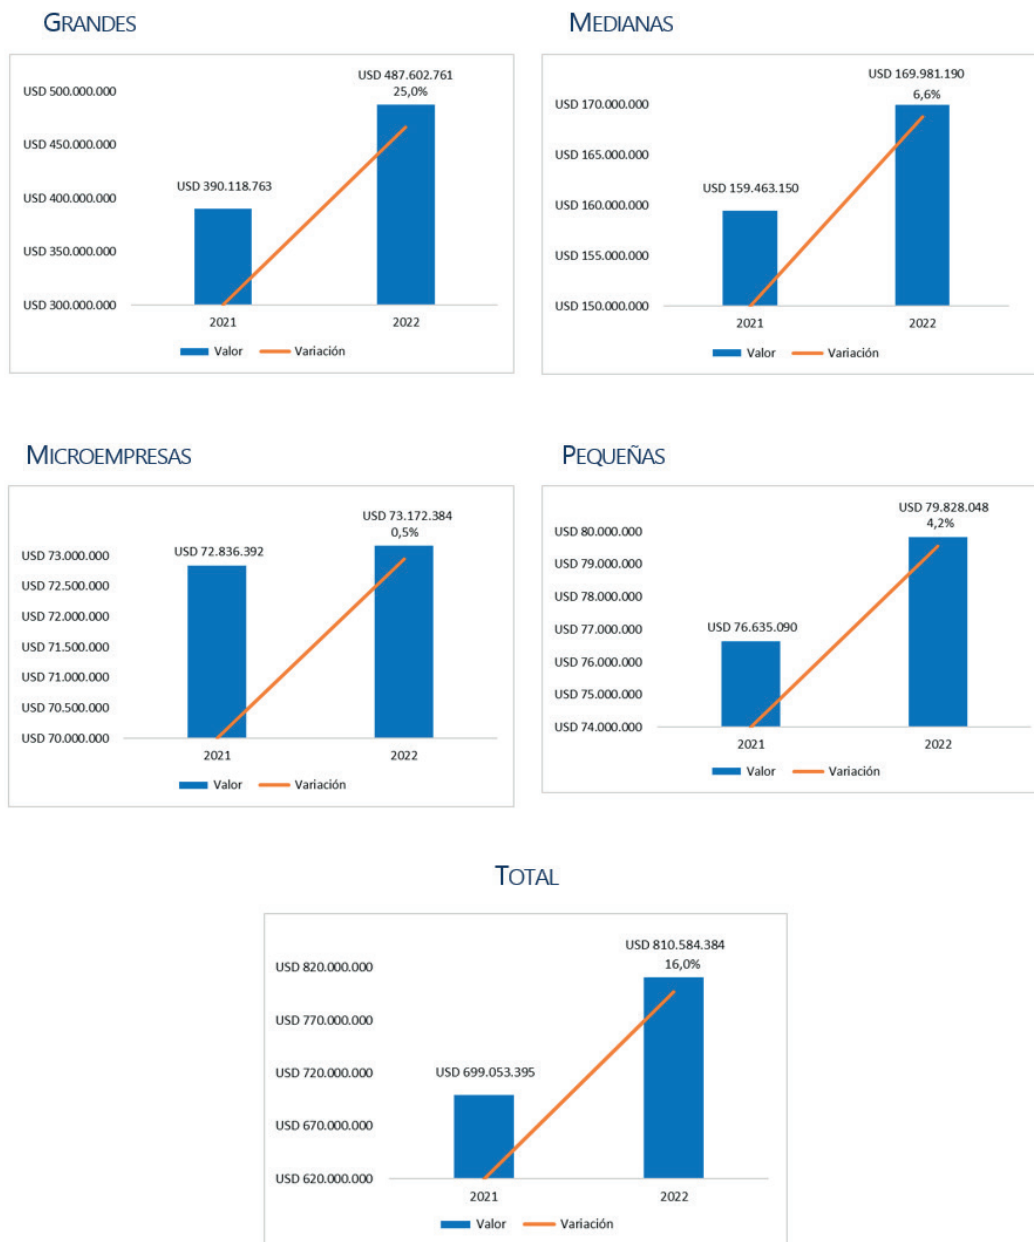 GRANDES
USD 487.602.761
25,0%
USD 500.000.000
USD 450.000.000
USD 390.118.763
USD 400.000.000
USD 350.000.000
USD 300.000.000
2021
2022
Valor
Variación
MEDIANAS
USD 169.981.190
6,6%
USD 170.000.000
USD 165.000.000
USD 159.463.150
USD 160.000.000
USD 155.000.000
USD 150.000.000
2021
2022
Valor
Variación
MICROEMPRESAS
USD 73.172.384
0,5%
USD 72.836.392
USD 73.000.000
USD 72.500.000
USD 72.000.000
USD 71.500.000
USD 71.000.000
USD 70.500.000
USD 70.000.000
2021
2022
Valor
Variación
PEQUEÑAS
USD 79.828.048
4,2%
USD 80.000.000
USD 79.000.000
USD 78.000.000
USD 77.000.000
USD 76.635.090
USD 76.000.000
USD 75.000.000
USD 74.000.000
2021
2022
Valor
Variación
TOTAL
USD 810.584.384
16,0%
USD 820.000.000
USD 770.000.000
USD 720.000.000
USD 699.053.395
USD 670.000.000
USD 620.000.000
2021
2022
Valor
Variación